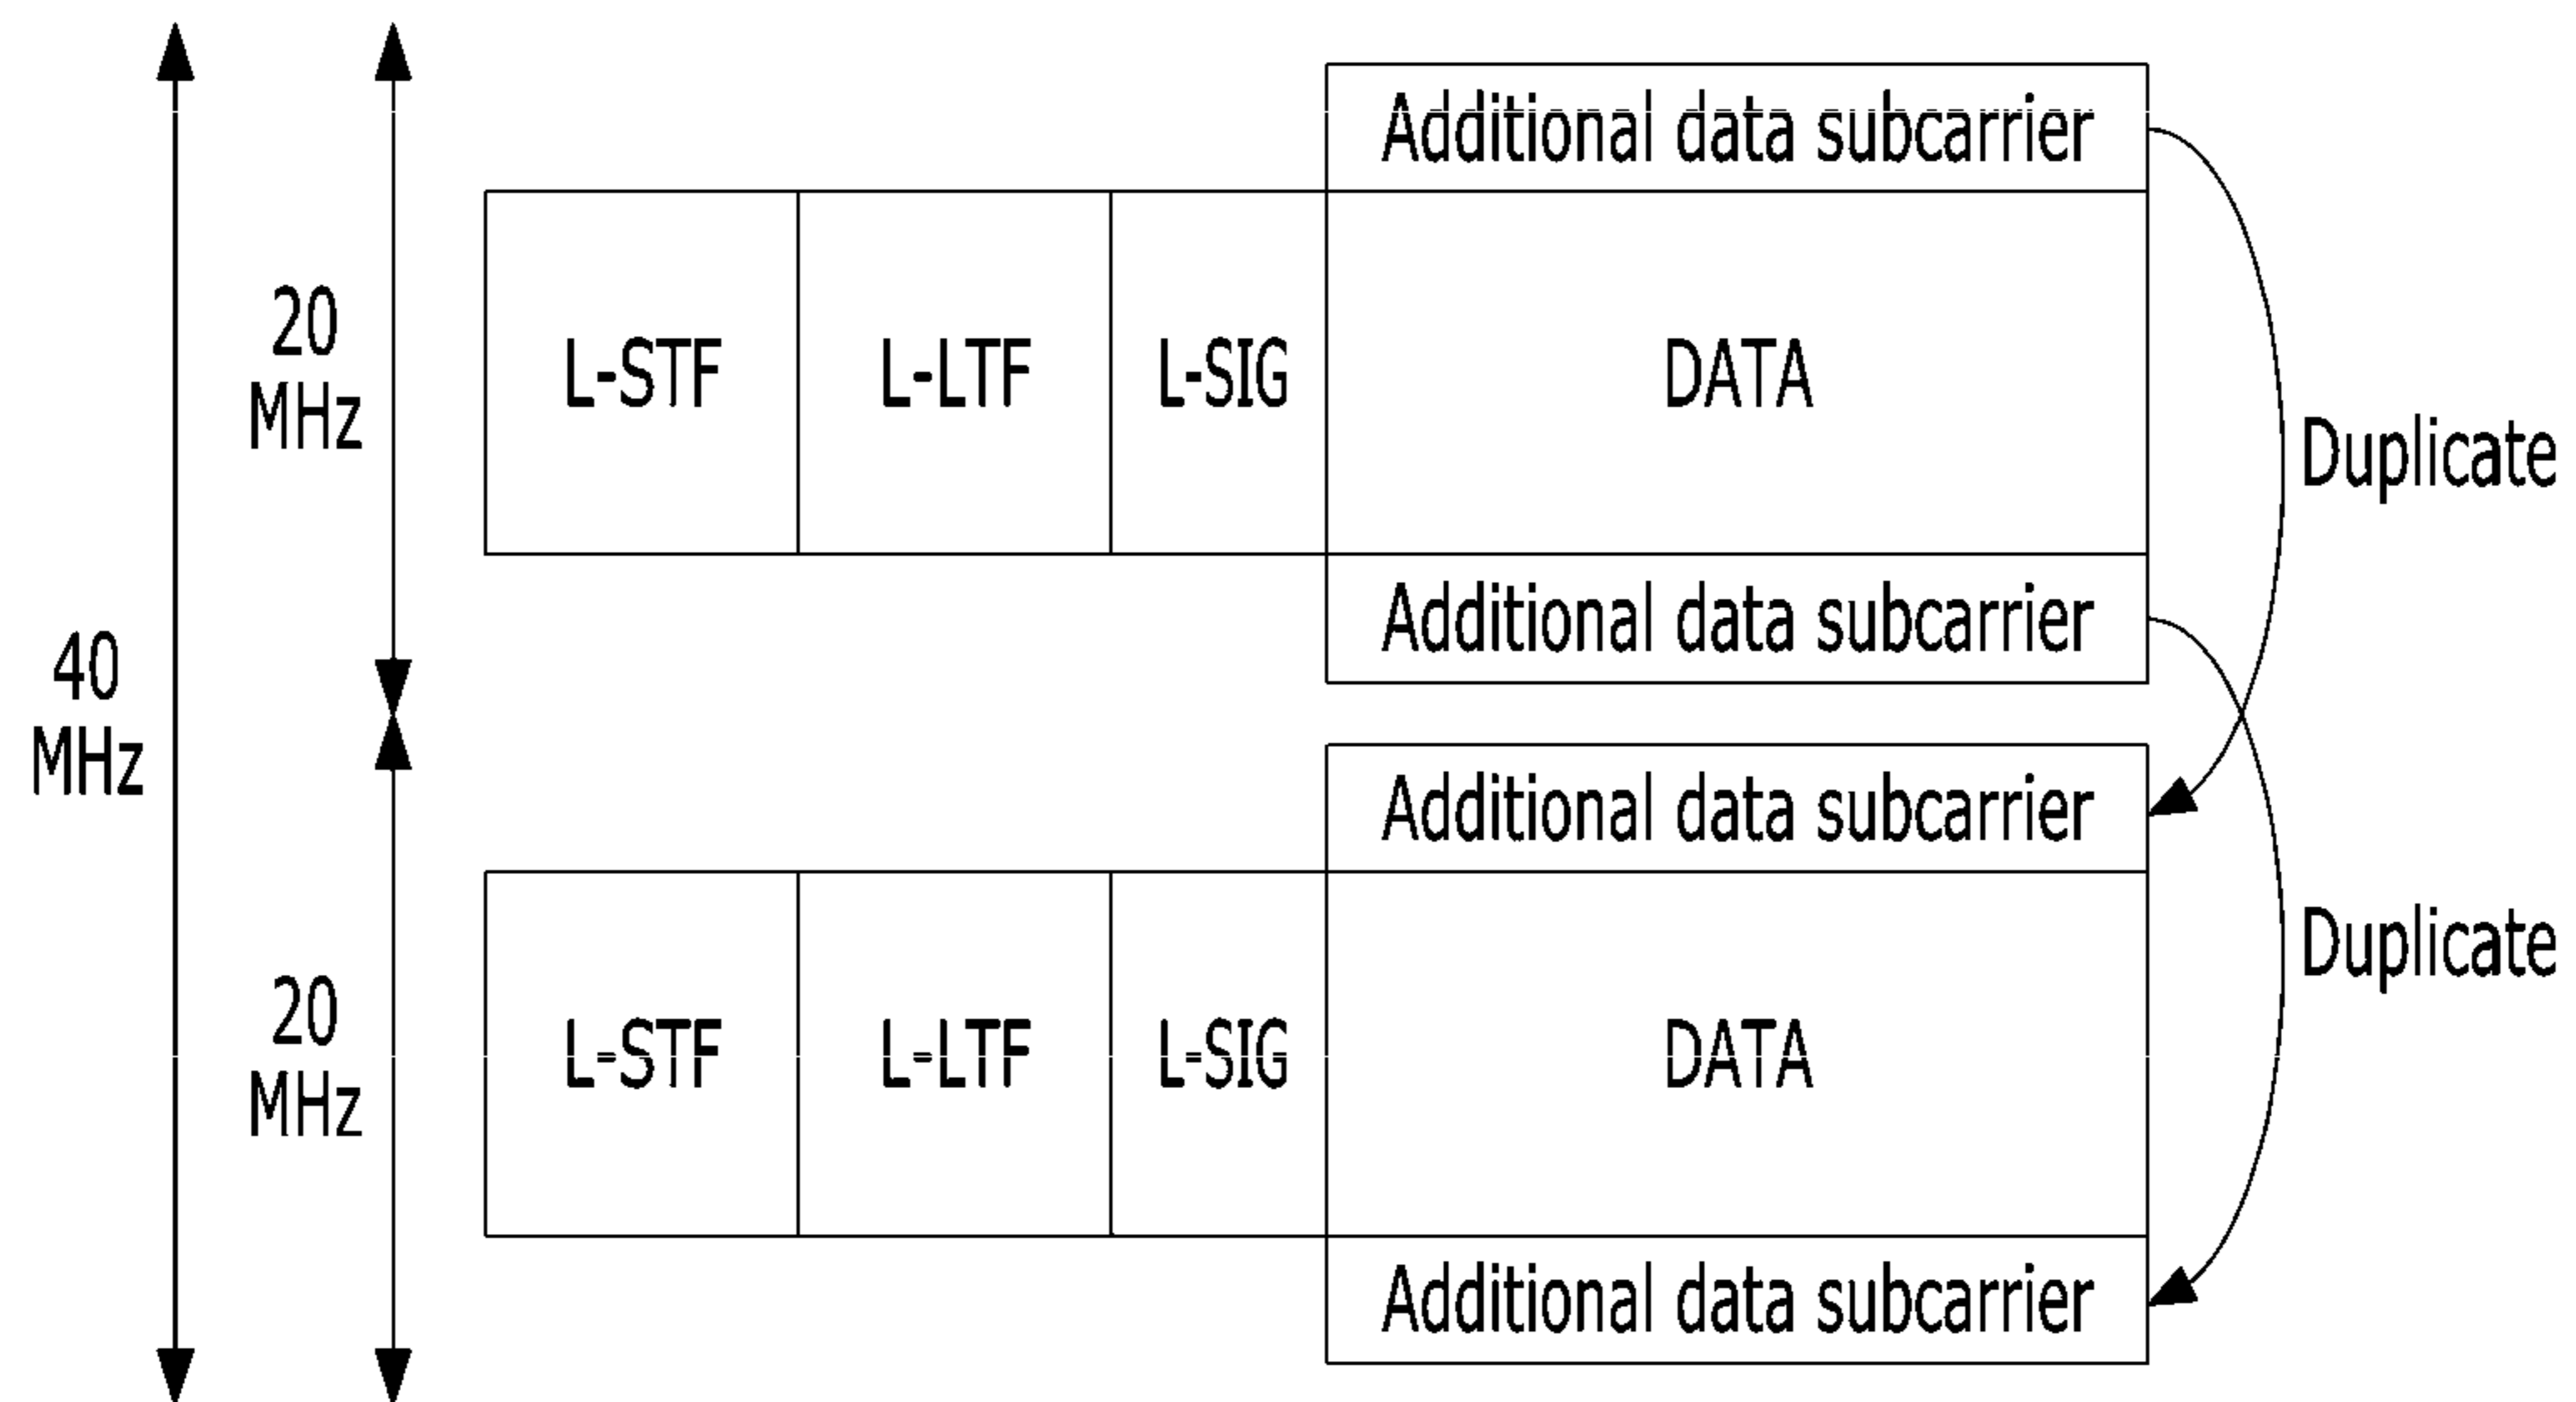 Additional data subcarrier
20
MHz
L-STF
L-LTF
L-SIG
DATA
Duplicate
Additional data subcarrier
40
MHz
Additional data subcarrier
20
MHz
L-STF
L-LTF
L-SIG
DATA
Duplicate
Additional data subcarrier